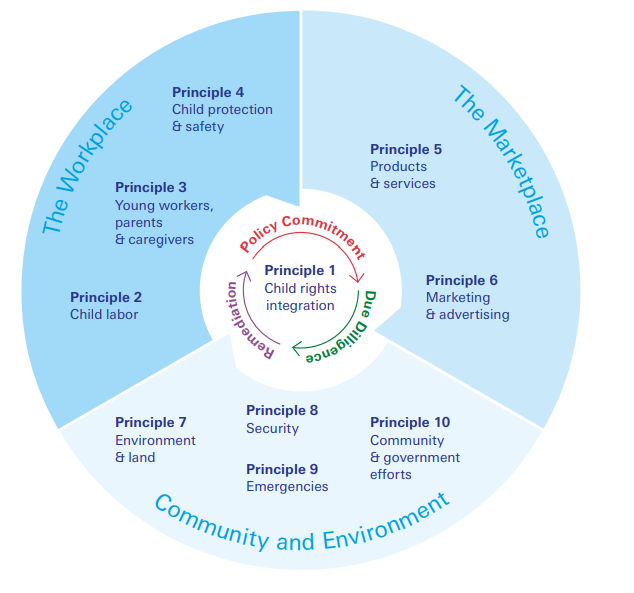 The Workplace
Principle 4
Child protection
& safety
Principle 3
Young workers,
parents
& caregivers
Principle 2
Child labor
The Marketplace
Principle 5
Products
& services
Principle 6
Marketing
& advertising
Policy Commitment
Due Diligence
Remediation
Principle 1
Child rights
integration
Principle 7
Environment
& land
Principle 8
Security
Principle 9
Emergencies
Principle 10
Community
& government
efforts
Community and Environment